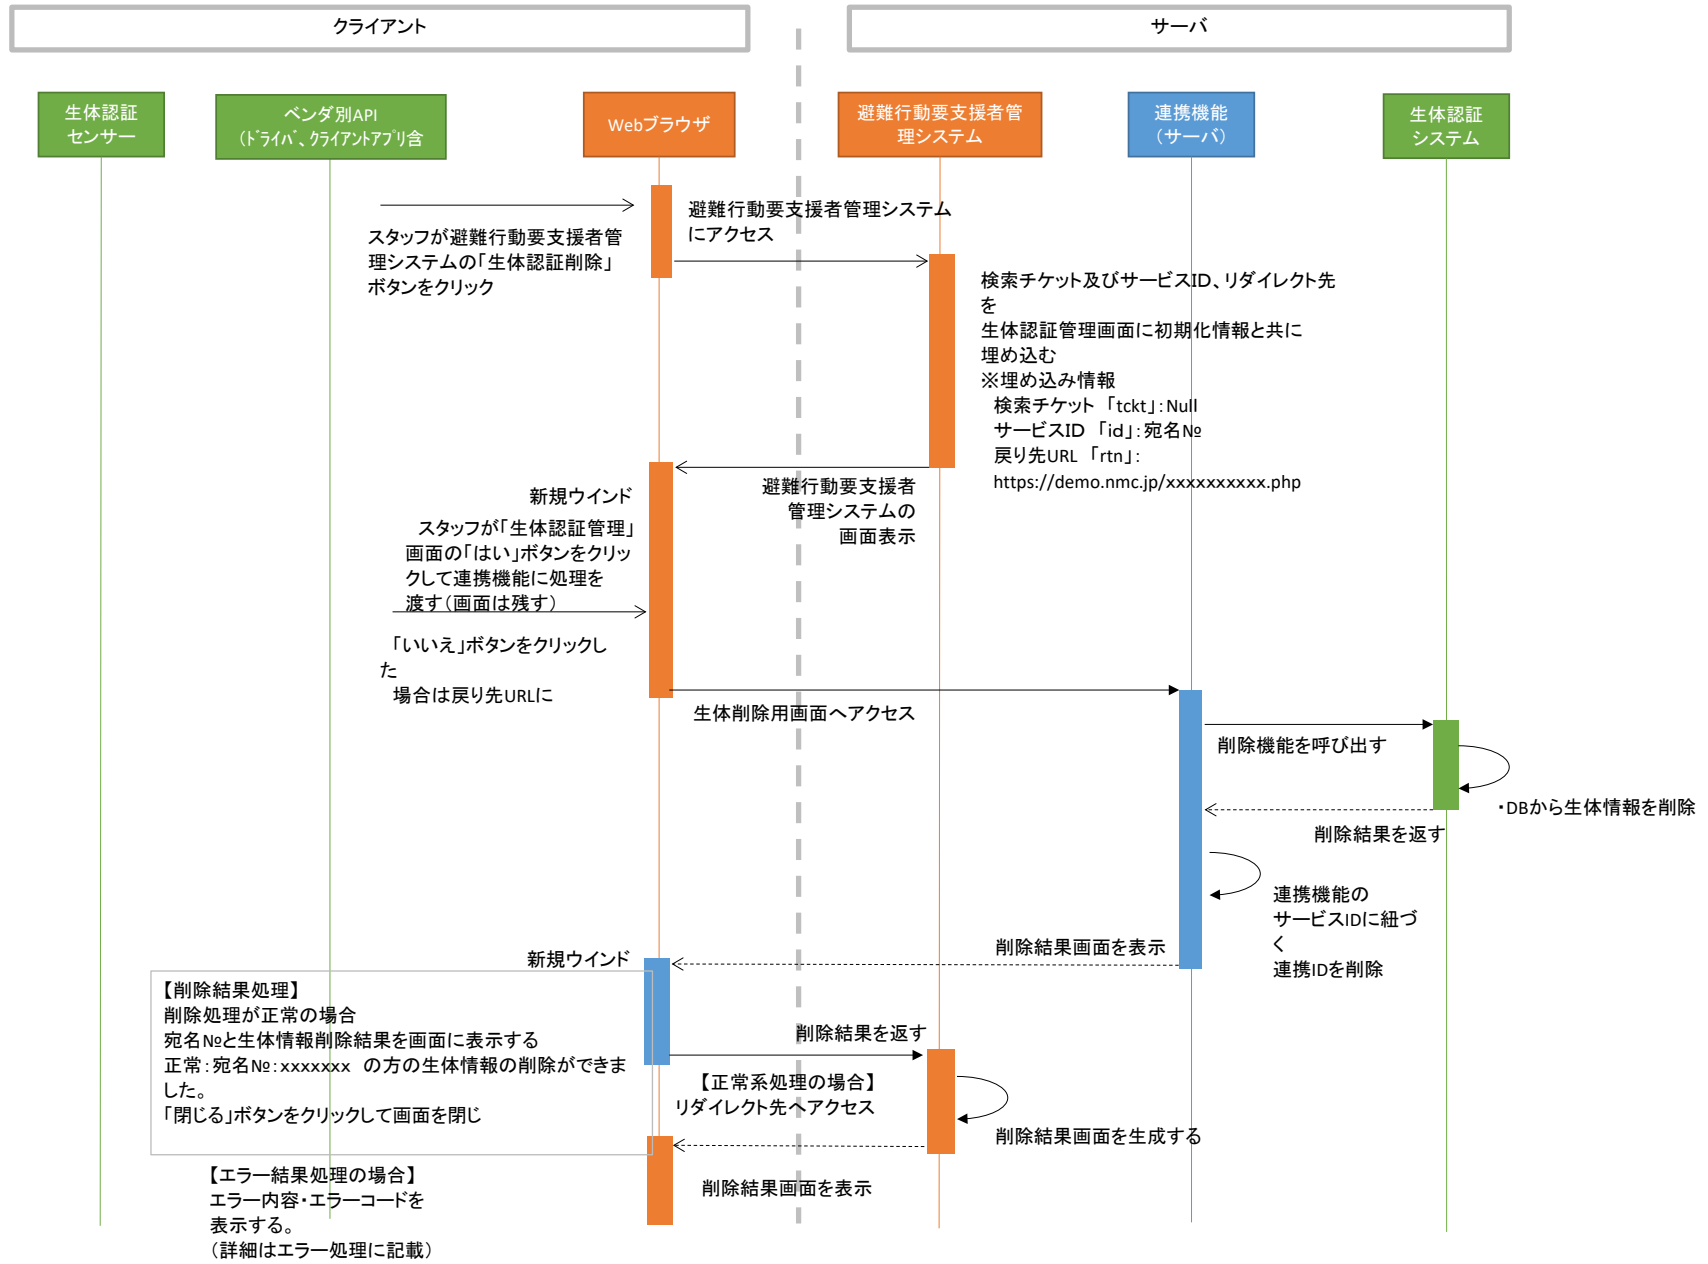 クライアント
サーバ
生体認証
センサー
ベンダ別API
（ﾄﾞﾗｲﾊﾞ、ｸﾗｲｱﾝﾄｱﾌﾟﾘ含
Webブラウザ
避難行動要支援者管
理システム
連携機能
（サーバ）
生体認証
システム
スタッフが避難行動要支援者管
理システムの「生体認証削除」
ボタンをクリック
避難行動要支援者管理システム
にアクセス
検索チケット及びサービスID、リダイレクト先
を
生体認証管理画面に初期化情報と共に
埋め込む
※埋め込み情報
検索チケット 「tckt」：Null
サービスID 「id」：宛名№
戻り先URL 「rtn」：
https://demo.nmc.jp/xxxxxxxxxx.php
避難行動要支援者
管理システムの
画面表示
新規ウインド
スタッフが「生体認証管理」
画面の「はい」ボタンをクリッ
クして連携機能に処理を
渡す（画面は残す）
「いいえ」ボタンをクリックし
た
場合は戻り先URLに
生体削除用画面へアクセス
削除機能を呼び出す
・DBから生体情報を削除
削除結果を返す
連携機能の
サービスIDに紐づ
く
連携IDを削除
削除結果画面を表示
新規ウインド
【削除結果処理】
削除処理が正常の場合
宛名№と生体情報削除結果を画面に表示する
正常：宛名№：xxxxxxx　の方の生体情報の削除ができま
した。
「閉じる」ボタンをクリックして画面を閉じ
削除結果を返す
【正常系処理の場合】
リダイレクト先へアクセス
削除結果画面を生成する
削除結果画面を表示
【エラー結果処理の場合】
エラー内容・エラーコードを
表示する。
（詳細はエラー処理に記載）